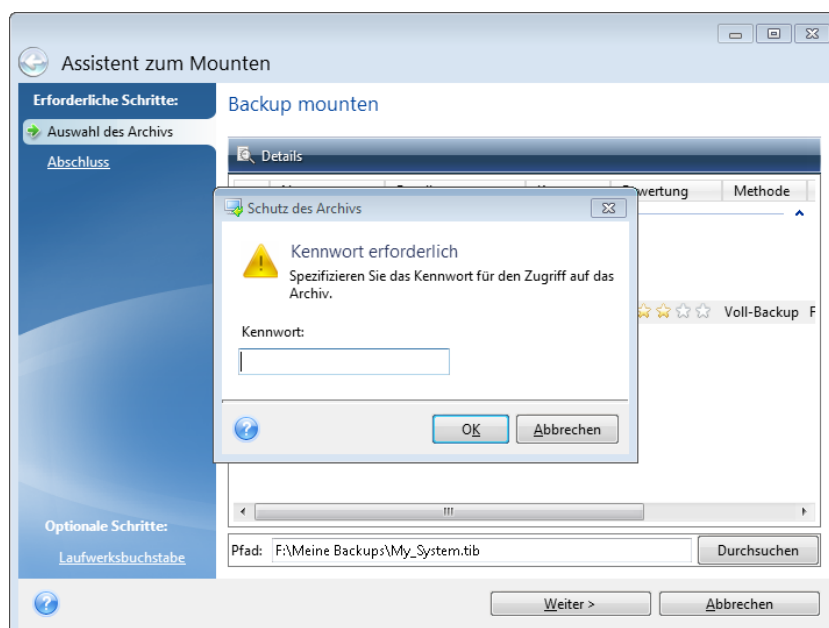 Assistent zum Mounten
Erforderliche Schritte:
Auswahl des Archivs
Abschluss
Backup mounten
Details
wertung Methode
Schutz des Archivs
Kennwort erforderlich
Spezifizieren Sie das Kennwort für den Zugriff auf das
Archiv.
Kennwort:
OK Abbrechen
Voll-Backup F
Optionale Schritte:
Laufwerksbuchstabe
Pfad: F:\Meine Backups\My_System.tib Durchsuchen
Weiter > Abbrechen